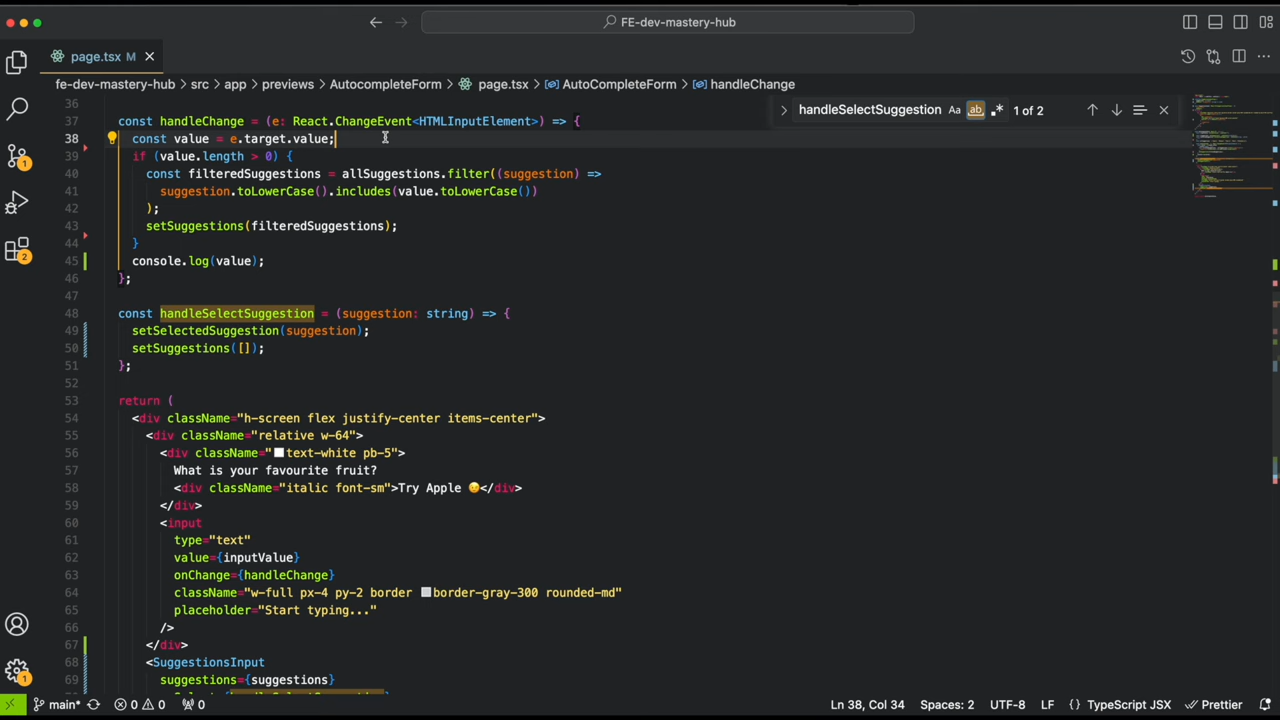 FE-dev-mastery-hub
page.tsx M
fe-dev-mastery-hub > src > app > previews > AutocompleteForm > page.tsx > AutoCompleteForm > handleChange
handleSelectSuggestion Aa ab .* 1 of 2
36
37 const handleChange = (e: React.ChangeEvent<HTMLInputElement>) => {
38 const value = e.target.value;
39 if (value.length > 0) {
40 const filteredSuggestions = allSuggestions.filter((suggestion) =>
41 suggestion.toLowerCase().includes(value.toLowerCase())
42 );
43 setSuggestions(filteredSuggestions);
44 }
45 console.log(value);
46 };
47
48 const handleSelectSuggestion = (suggestion: string) => {
49 setSelectedSuggestion(suggestion);
50 setSuggestions([]);
51 };
52
53 return (
54 <div className="h-screen flex justify-center items-center">
55 <div className="relative w-64">
56 <div className="text-white pb-5">
57 What is your favourite fruit?
58 <div className="italic font-sm">Try Apple 😉</div>
59 </div>
60 <input
61 type="text"
62 value={inputValue}
63 onChange={handleChange}
64 className="w-full px-4 py-2 border border-gray-300 rounded-md"
65 placeholder="Start typing..."
66 />
67 </div>
68 <SuggestionsInput
69 suggestions={suggestions}
1
2
1
main* 0 0 0 Ln 38, Col 34 Spaces: 2 UTF-8 LF {} TypeScript JSX Prettier